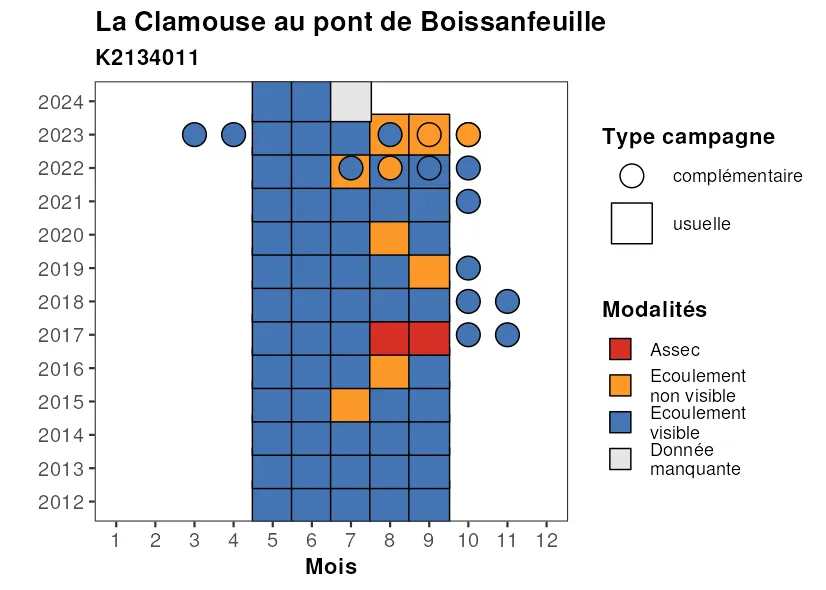 La Clamouse au pont de Boissanfeuille
K2134011
2024
2023
2022
2021
2020
2019
2018
2017
2016
2015
2014
2013
2012
1 2 3 4 5 6 7 8 9 10 11 12
Mois
Type campagne
complémentaire
usuelle
Modalités
Assec
Ecoulement
non visible
Ecoulement
visible
Donnée
manquante